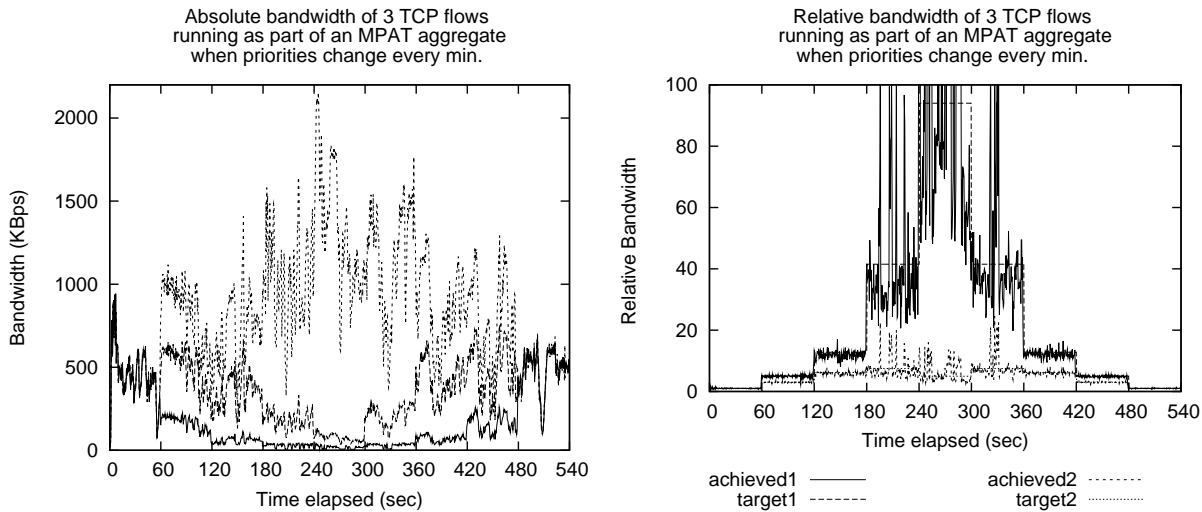 Absolute bandwidth of 3 TCP flows
running as part of an MPAT aggregate
when priorities change every min.
2000
1500
1000
500
0
Bandwidth (KBps)
0 60 120 180 240 300 360 420 480 540
Time elapsed (sec)
Relative bandwidth of 3 TCP flows
running as part of an MPAT aggregate
when priorities change every min.
100
80
60
40
20
0
Relative Bandwidth
0 60 120 180 240 300 360 420 480 540
Time elapsed (sec)
achieved1
target1
achieved2
target2